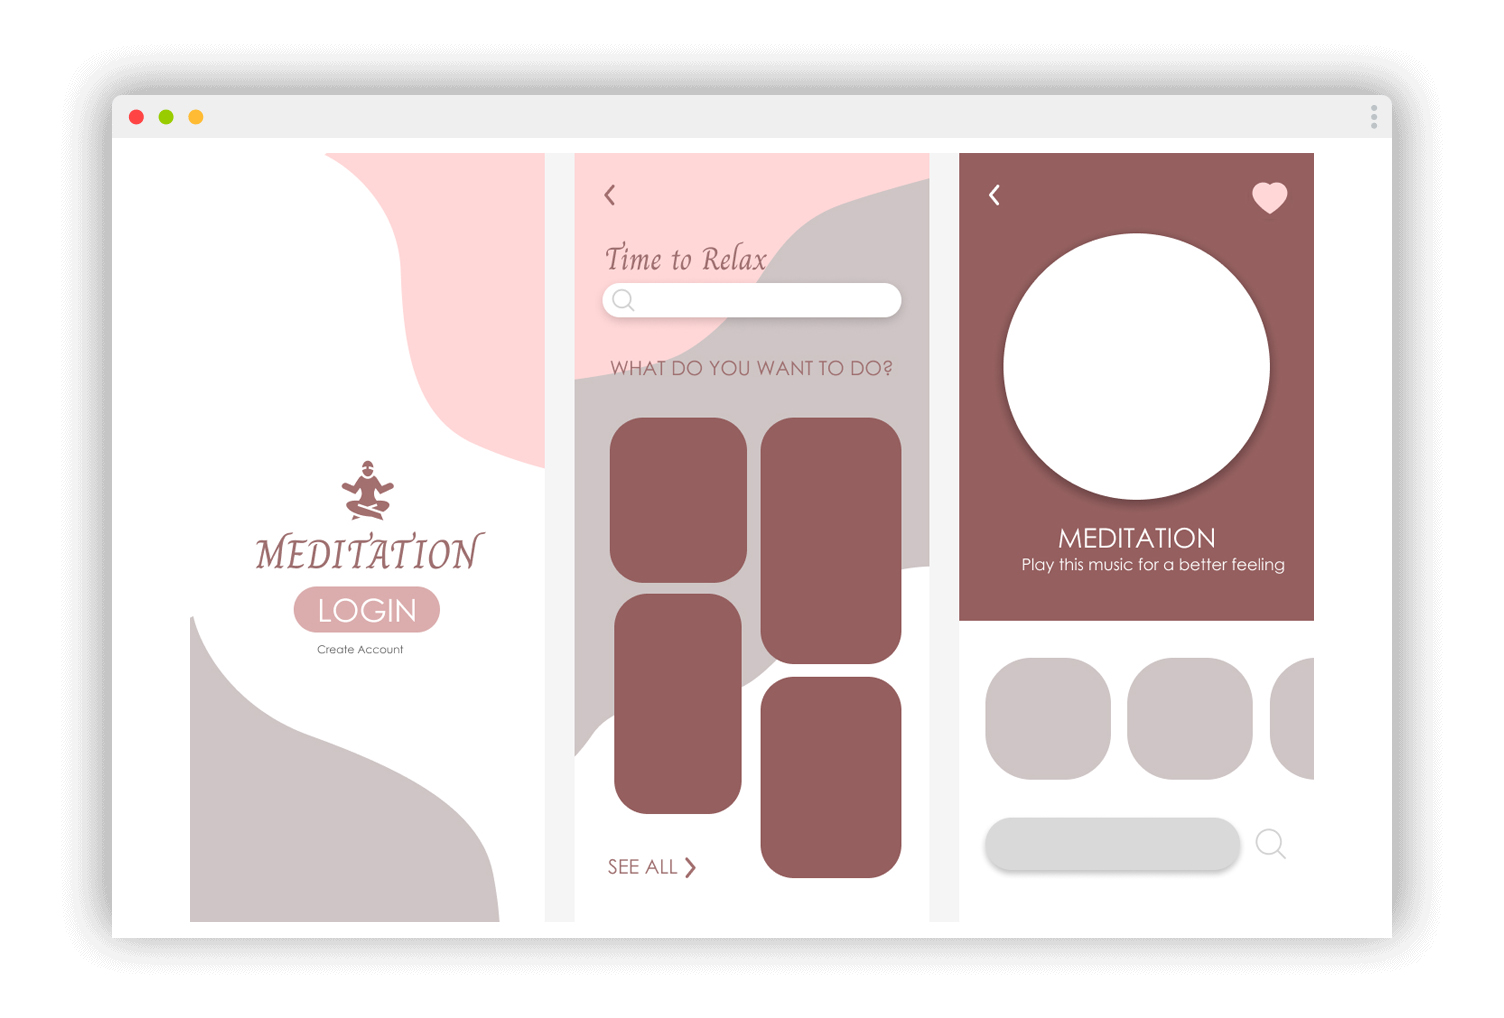 MEDITATION
LOGIN
Create Account
Time to Relax
WHAT DO YOU WANT TO DO?
SEE ALL
MEDITATION
Play this music for a better feeling